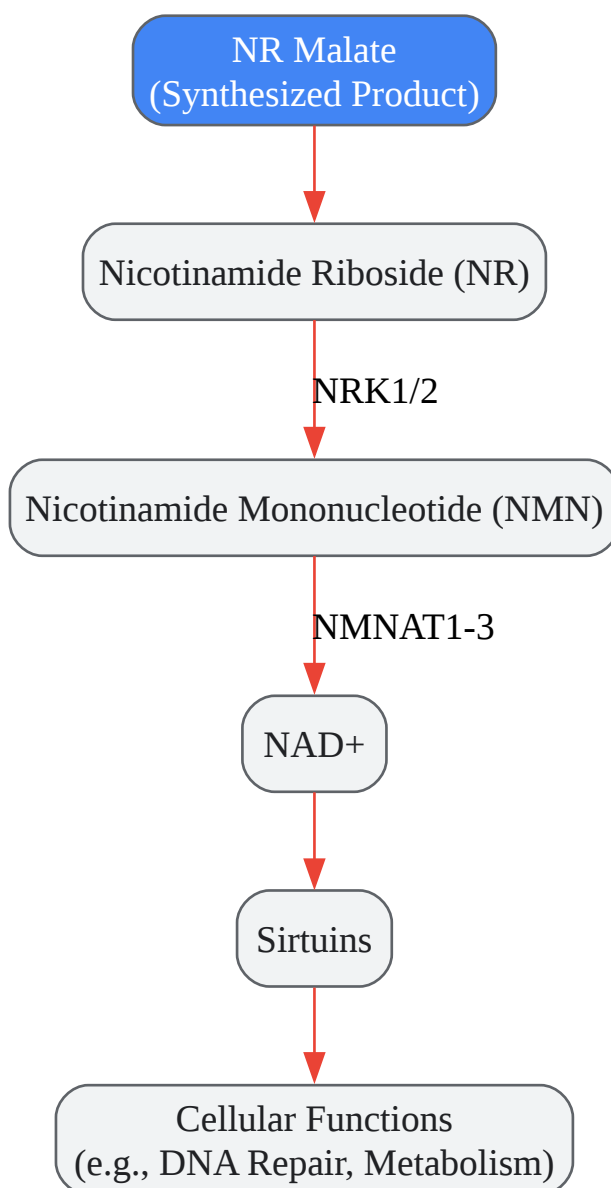 NR Malate
(Synthesized Product)
Nicotinamide Riboside (NR)
NRK1/2
Nicotinamide Mononucleotide (NMN)
NMNAT1-3
NAD+
Sirtuins
Cellular Functions
(e.g., DNA Repair, Metabolism)